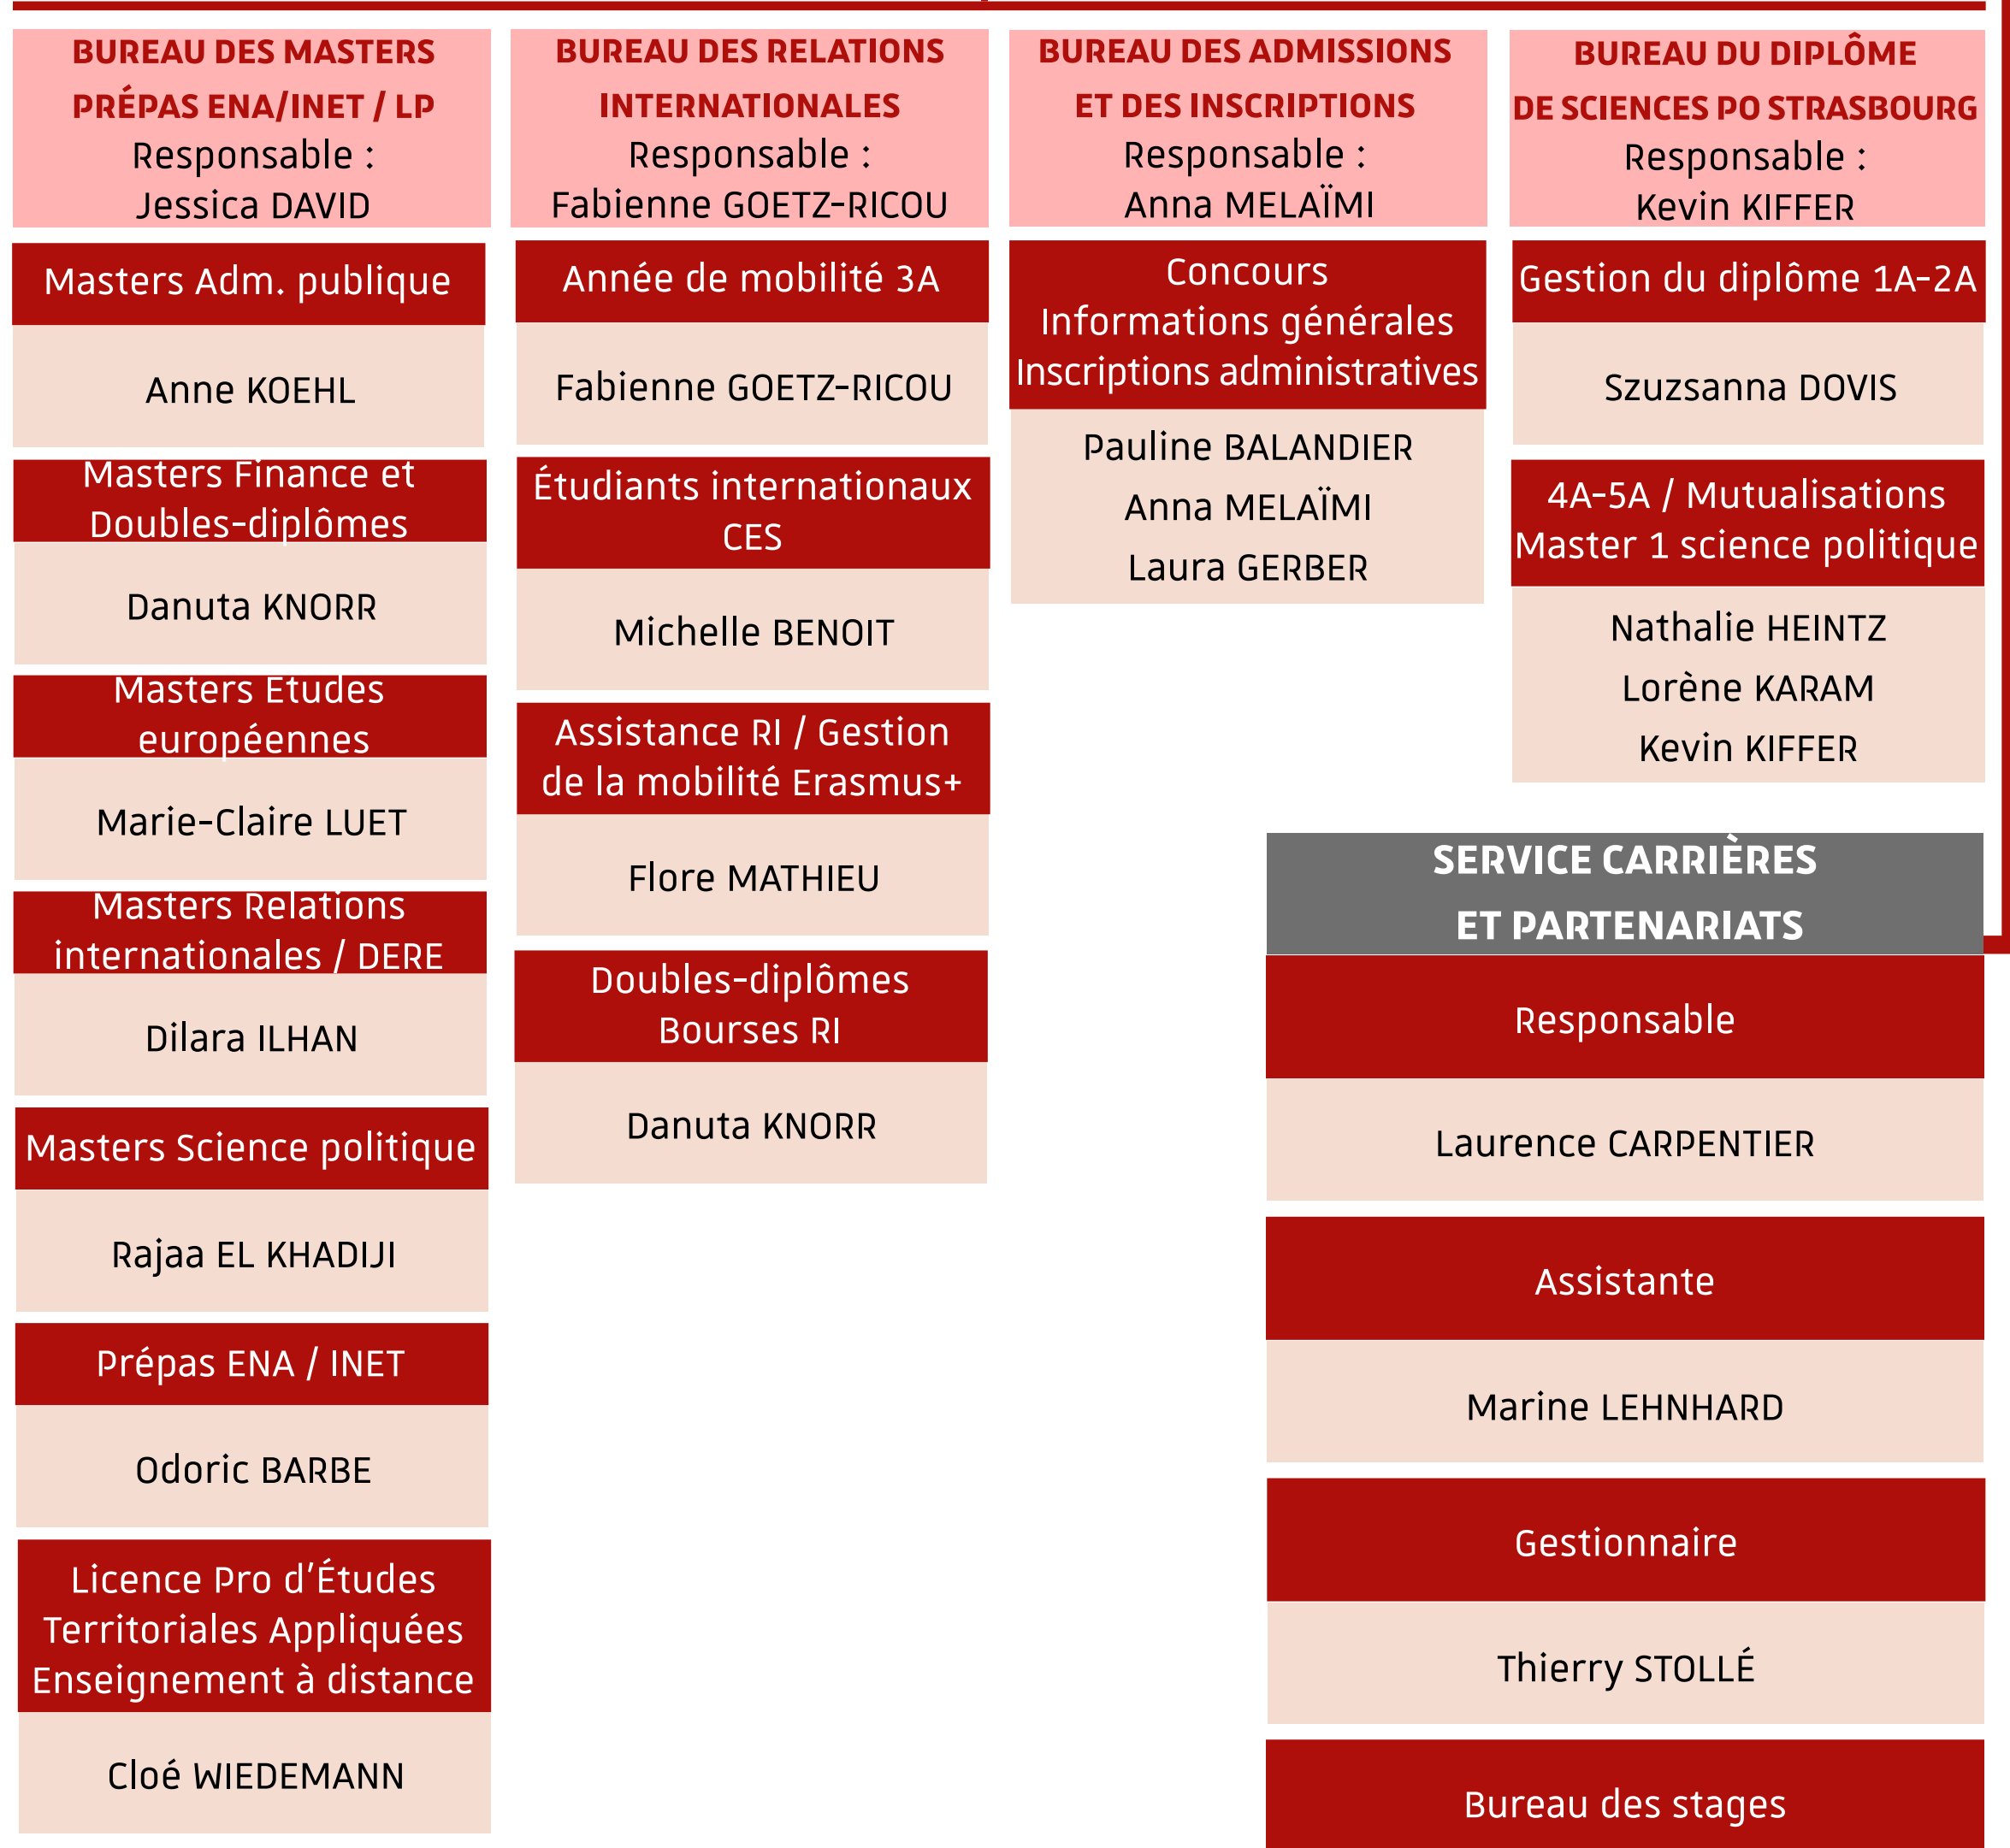 BUREAU DES MASTERS
PRÉPAS ENA/INET / LP
Responsable :
Jessica DAVID
Masters Adm. publique
Anne KOEHL
Masters Finance et
Doubles-diplômes
Danuta KNORR
Masters Etudes
européennes
Marie-Claire LUET
Masters Relations
internationales / DERE
Dilara ILHAN
Masters Science politique
Rajaa EL KHADIJI
Prépas ENA / INET
Odoric BARBE
Licence Pro d'Études
Territoriales Appliquées
Enseignement à distance
Cloé WIEDEMANN
BUREAU DES RELATIONS
INTERNATIONALES
Responsable :
Fabienne GOETZ-RICOU
Année de mobilité 3A
Fabienne GOETZ-RICOU
Étudiants internationaux
CES
Michelle BENOIT
Assistance RI / Gestion
de la mobilité Erasmus+
Flore MATHIEU
Doubles-diplômes
Bourses RI
Danuta KNORR
BUREAU DES ADMISSIONS
ET DES INSCRIPTIONS
Responsable :
Anna MELAÏMI
Concours
Informations générales
Inscriptions administratives
Pauline BALANDIER
Anna MELAÏMI
Laura GERBER
BUREAU DU DIPLÔME
DE SCIENCES PO STRASBOURG
Responsable :
Kevin KIFFER
Gestion du diplôme 1A-2A
Szuzsanna DOVIS
4A-5A / Mutualisations
Master 1 science politique
Nathalie HEINTZ
Lorène KARAM
Kevin KIFFER
SERVICE CARRIÈRES
ET PARTENARIATS
Responsable
Laurence CARPENTIER
Assistante
Marine LEHNHARD
Gestionnaire
Thierry STOLLÉ
Bureau des stages